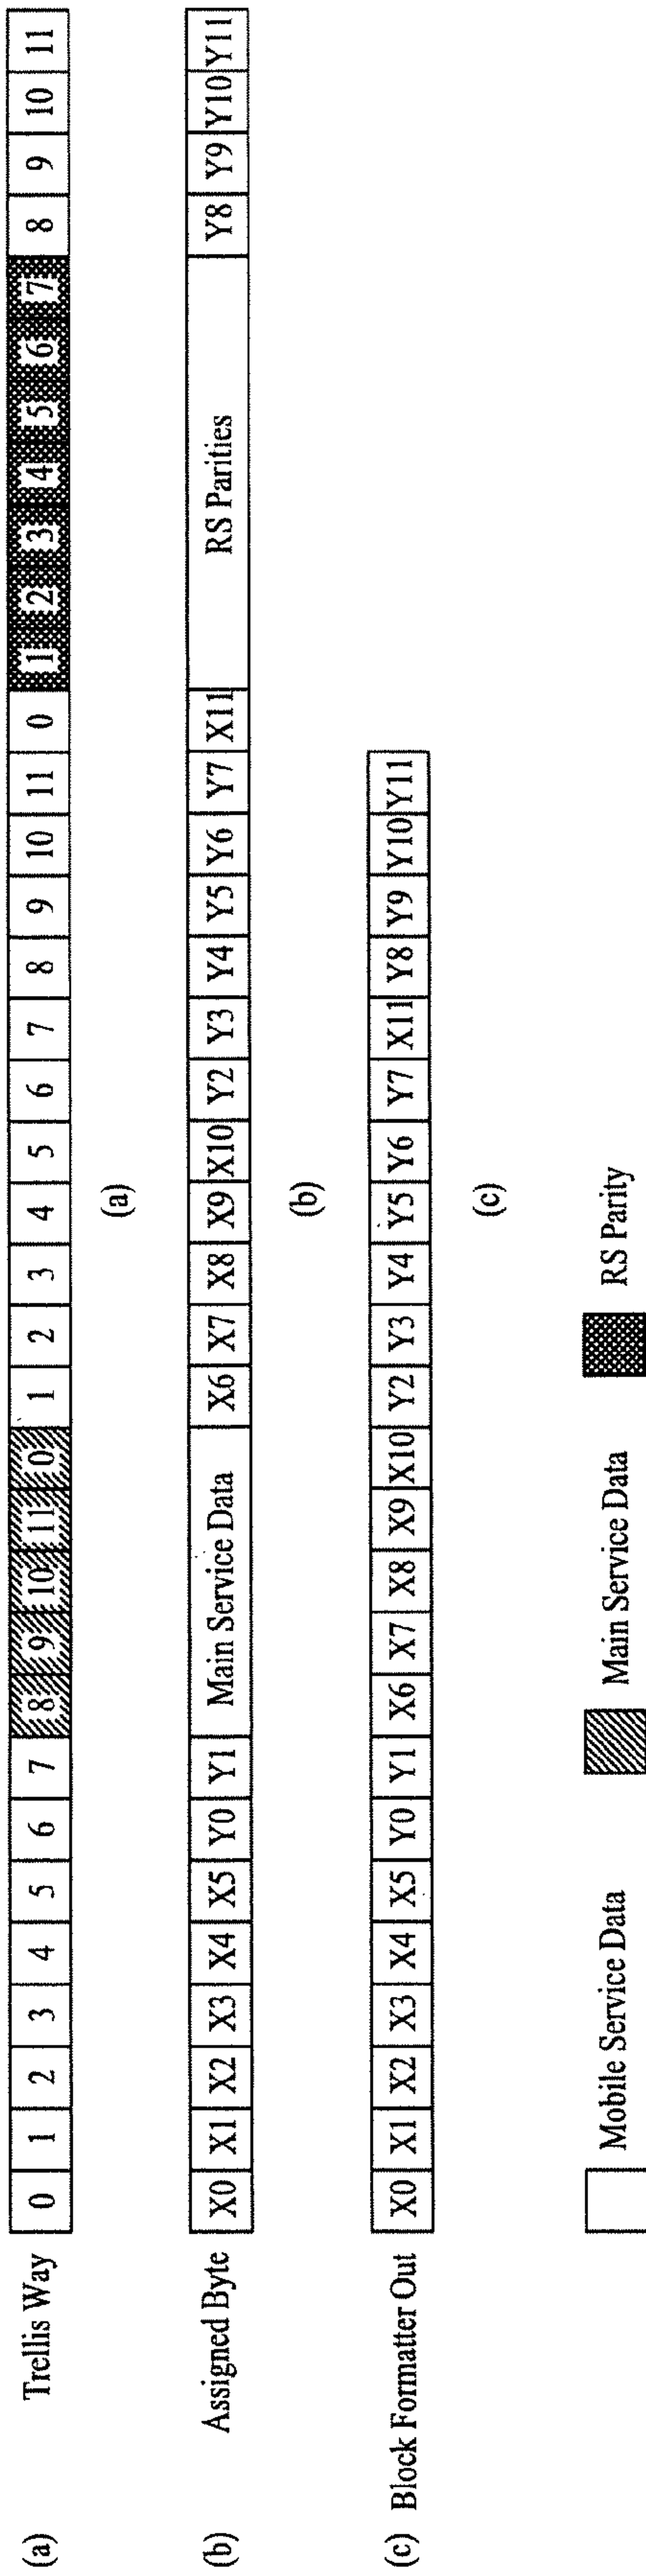 (a) Trellis Way 0 1 2 3 4 5 6 7 8 9 10 11 0 1 2 3 4 5 6 7 8 9 10 11 0 1 2 3 4 5 6 7 8 9 10 11
(a)
(b) Assigned Byte X0 X1 X2 X3 X4 X5 Y0 Y1 Main Service Data X6 X7 X8 X9 X10 Y2 Y3 Y4 Y5 Y6 Y7 X11 RS Parities Y8 Y9 Y10 Y11
(b)
(c) Block Formatter Out X0 X1 X2 X3 X4 X5 Y0 Y1 X6 X7 X8 X9 X10 Y2 Y3 Y4 Y5 Y6 Y7 X11 Y8 Y9 Y10 Y11
(c)
Mobile Service Data Main Service Data RS Parity